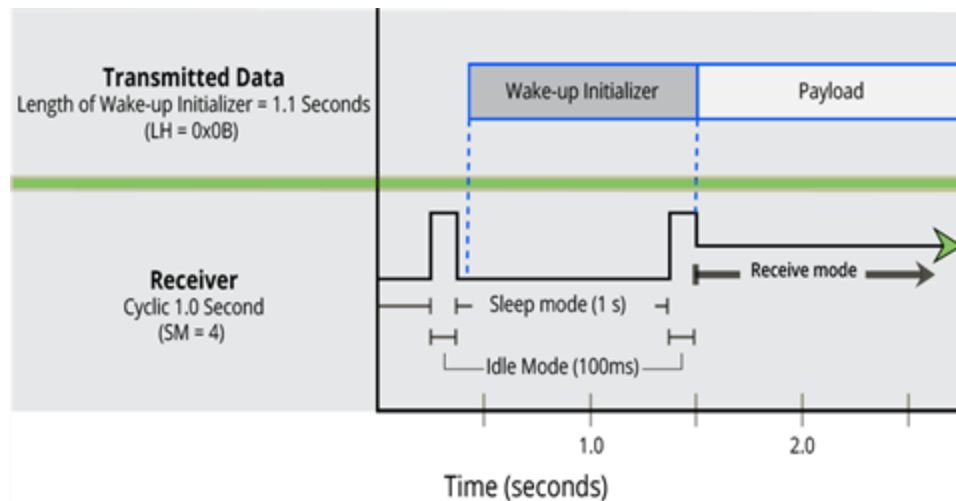 Transmitted Data
Length of Wake-up Initializer = 1.1 Seconds
(LH = 0x0B)
Wake-up Initializer
Payload
Receiver
Cyclic 1.0 Second
(SM = 4)
Receive mode
Sleep mode (1 s)
Idle Mode (100ms)
1.0
2.0
Time (seconds)